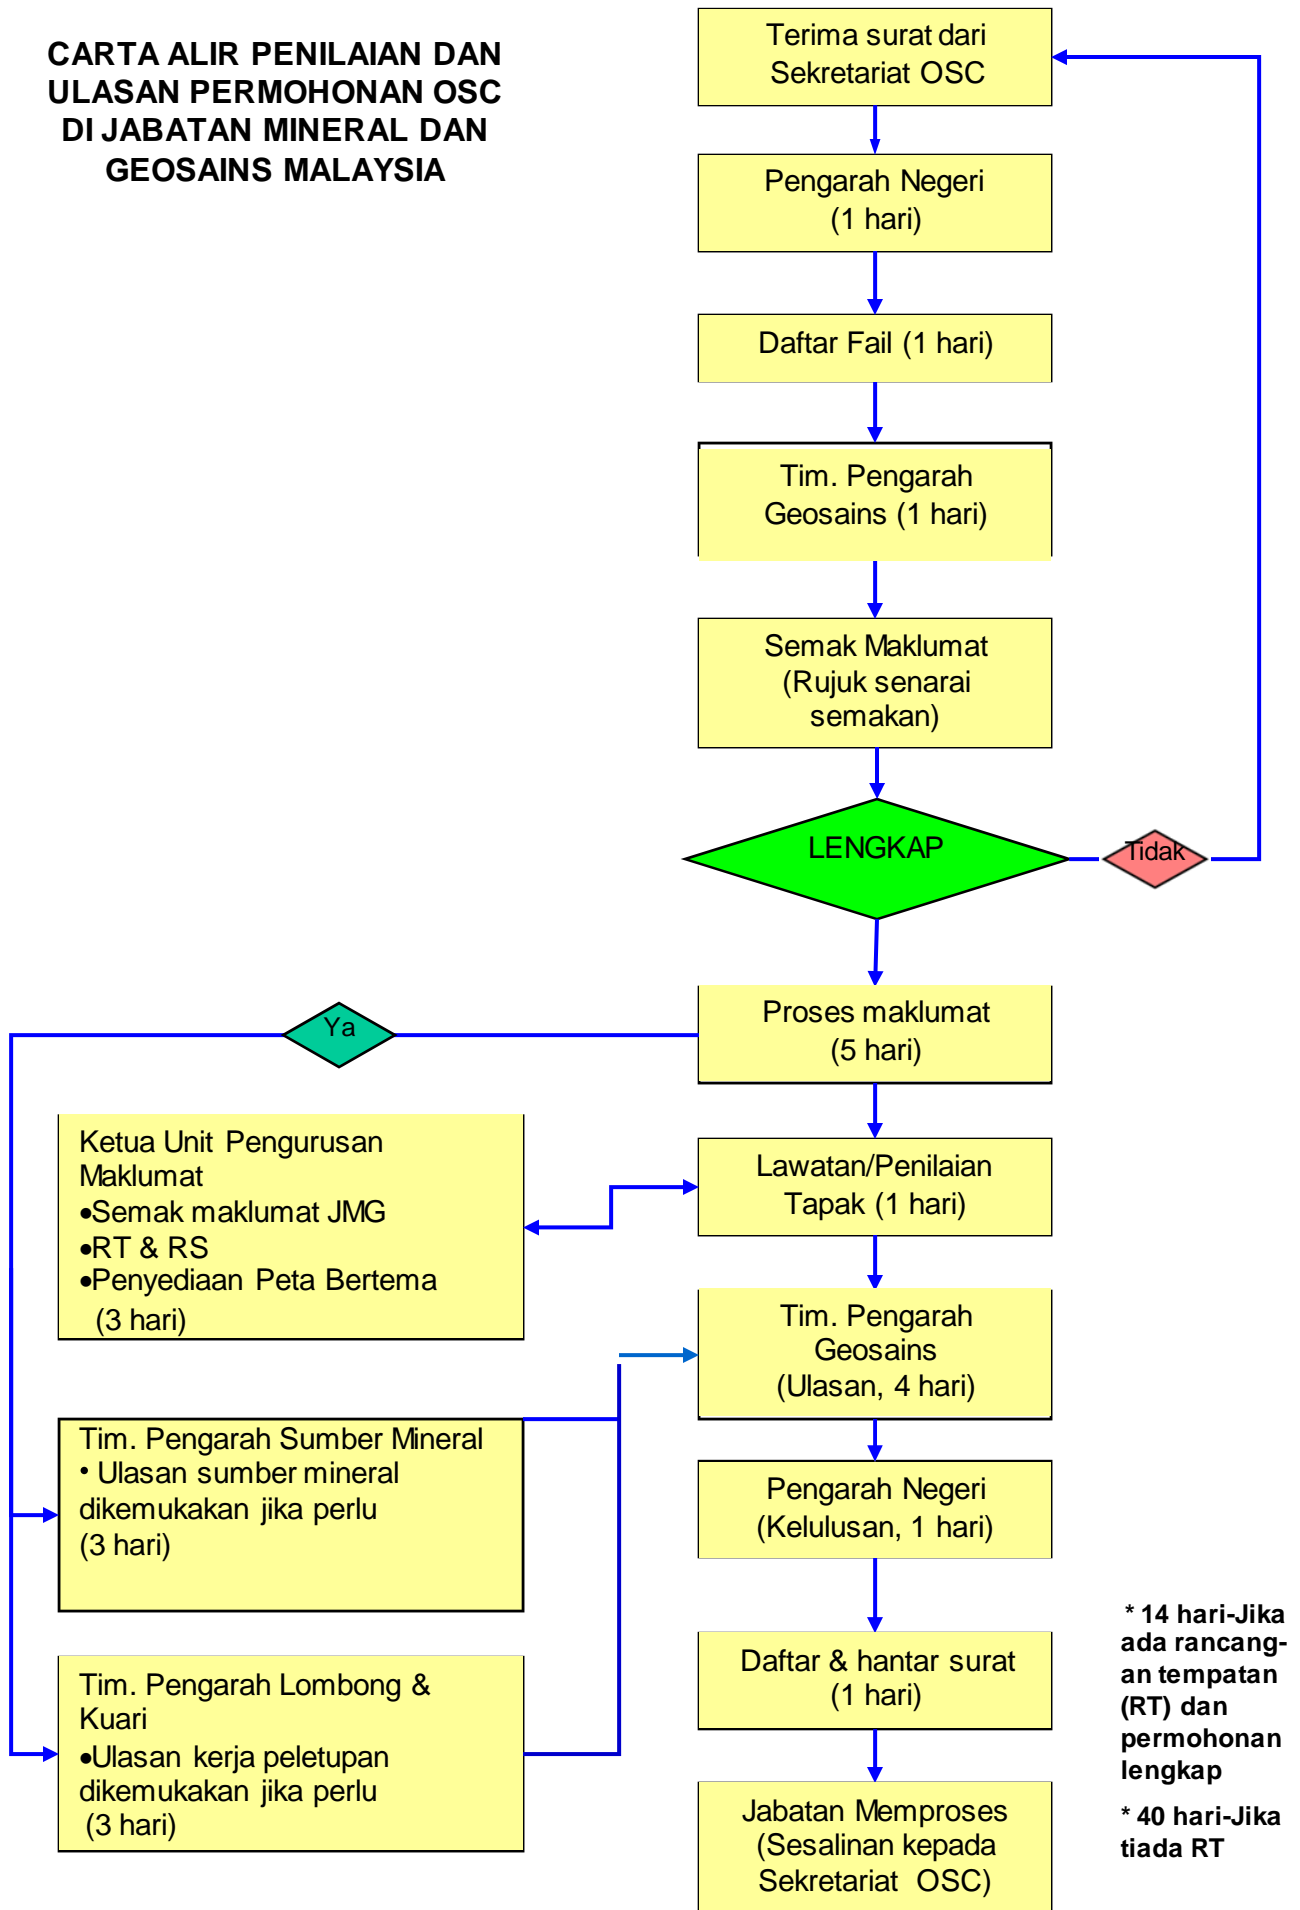 CARTA ALIR PENILAIAN DAN
ULASAN PERMOHONAN OSC
DI JABATAN MINERAL DAN
GEOSAINS MALAYSIA
Terima surat dari
Sekretariat OSC
Pengarah Negeri
(1 hari)
Daftar Fail (1 hari)
Tim. Pengarah
Geosains (1 hari)
Semak Maklumat
(Rujuk senarai
semakan)
LENGKAP
Tidak
Proses maklumat
(5 hari)
Ya
Ketua Unit Pengurusan
Maklumat
•Semak maklumat JMG
•RT & RS
•Penyediaan Peta Bertema
(3 hari)
Lawatan/Penilaian
Tapak (1 hari)
Tim. Pengarah
Geosains
(Ulasan, 4 hari)
Tim. Pengarah Sumber Mineral
• Ulasan sumber mineral
dikemukakan jika perlu
(3 hari)
Pengarah Negeri
(Kelulusan, 1 hari)
Tim. Pengarah Lombong &
Kuari
•Ulasan kerja peletupan
dikemukakan jika perlu
(3 hari)
Daftar & hantar surat
(1 hari)
Jabatan Memproses
(Sesalinan kepada
Sekretariat OSC)
* 14 hari-Jika
ada rancang-
an tempatan
(RT) dan
permohonan
lengkap
* 40 hari-Jika
tiada RT